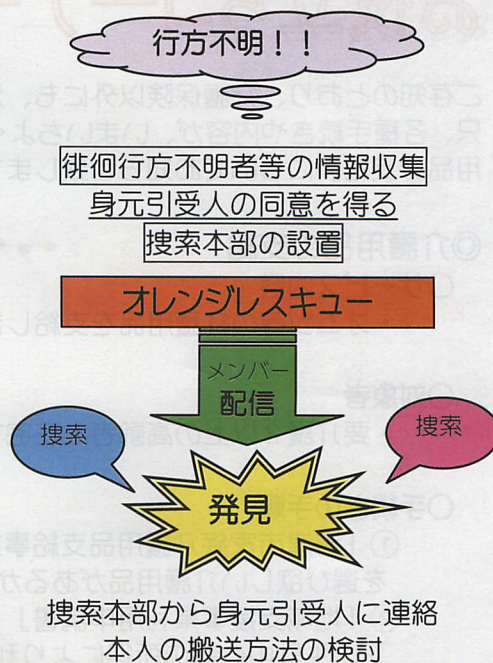 行方不明！！
徘徊行方不明者等の情報収集
身元引受人の同意を得る
捜索本部の設置
オレンジレスキュー
メンバー
配信
捜索
捜索
発見
捜索本部から身元引受人に連絡
本人の搬送方法の検討